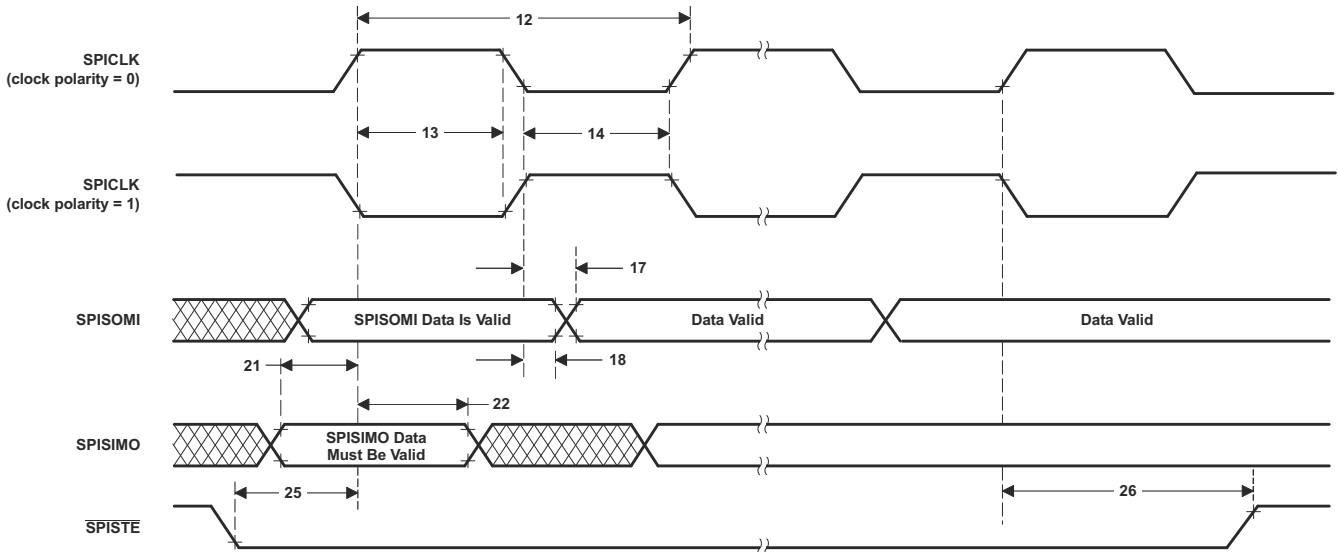 12
SPICLK
(clock polarity = 0)
13
14
SPICLK
(clock polarity = 1)
17
SPISOMI
SPISOMI Data Is Valid
Data Valid
Data Valid
21
18
22
SPISIMO
SPISIMO Data
Must Be Valid
25
26
SPISTE